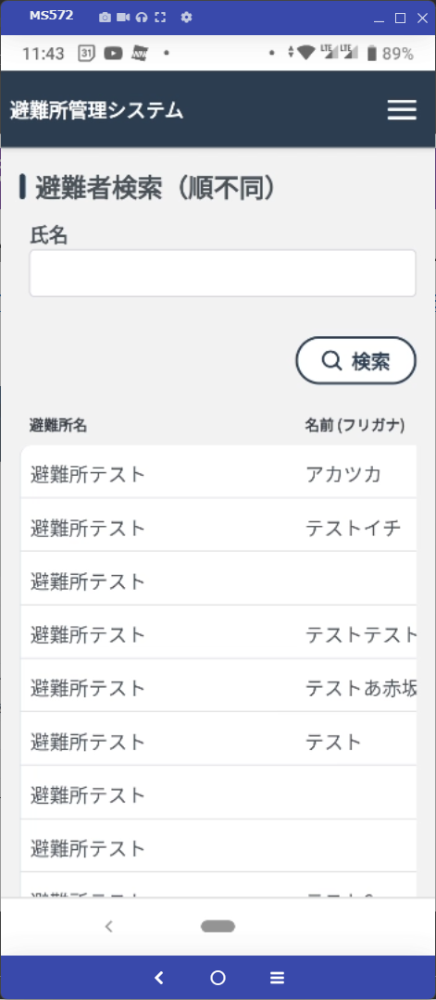 MS572
11:43 31 LTE LTE 89%
避難所管理システム
避難者検索（順不同）
氏名
検索
避難所名 名前 (フリガナ)
避難所テスト アカツカ
避難所テスト テストイチ
避難所テスト
避難所テスト テストテスト
避難所テスト テストあ赤坂
避難所テスト テスト
避難所テスト
避難所テスト